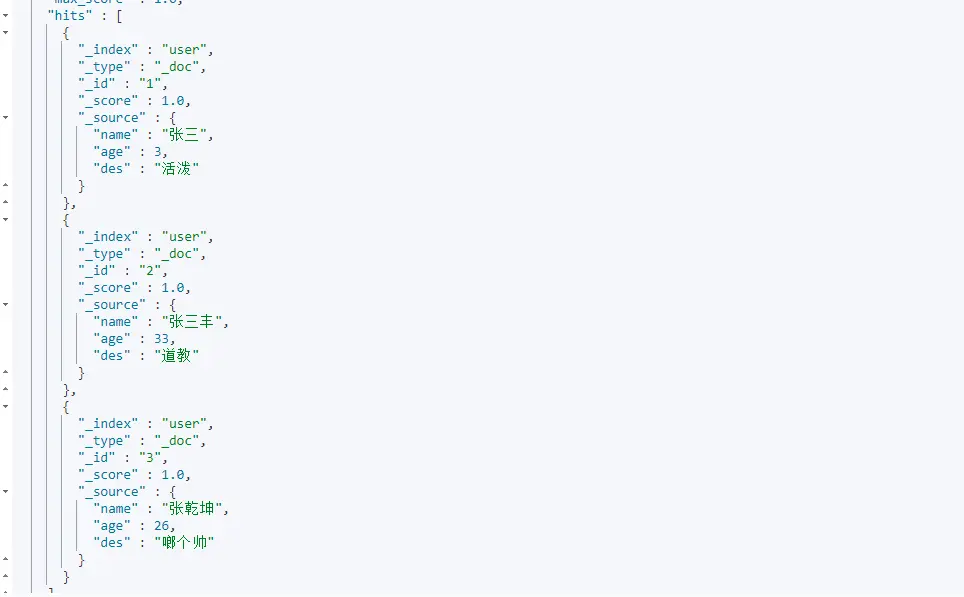 "max_score" : 1.0,
"hits" : [
{
"_index" : "user",
"_type" : "_doc",
"_id" : "1",
"_score" : 1.0,
"_source" : {
"name" : "张三",
"age" : 3,
"des" : "活泼"
}
},
{
"_index" : "user",
"_type" : "_doc",
"_id" : "2",
"_score" : 1.0,
"_source" : {
"name" : "张三丰",
"age" : 33,
"des" : "道教"
}
},
{
"_index" : "user",
"_type" : "_doc",
"_id" : "3",
"_score" : 1.0,
"_source" : {
"name" : "张乾坤",
"age" : 26,
"des" : "啷个帅"
}
}
]